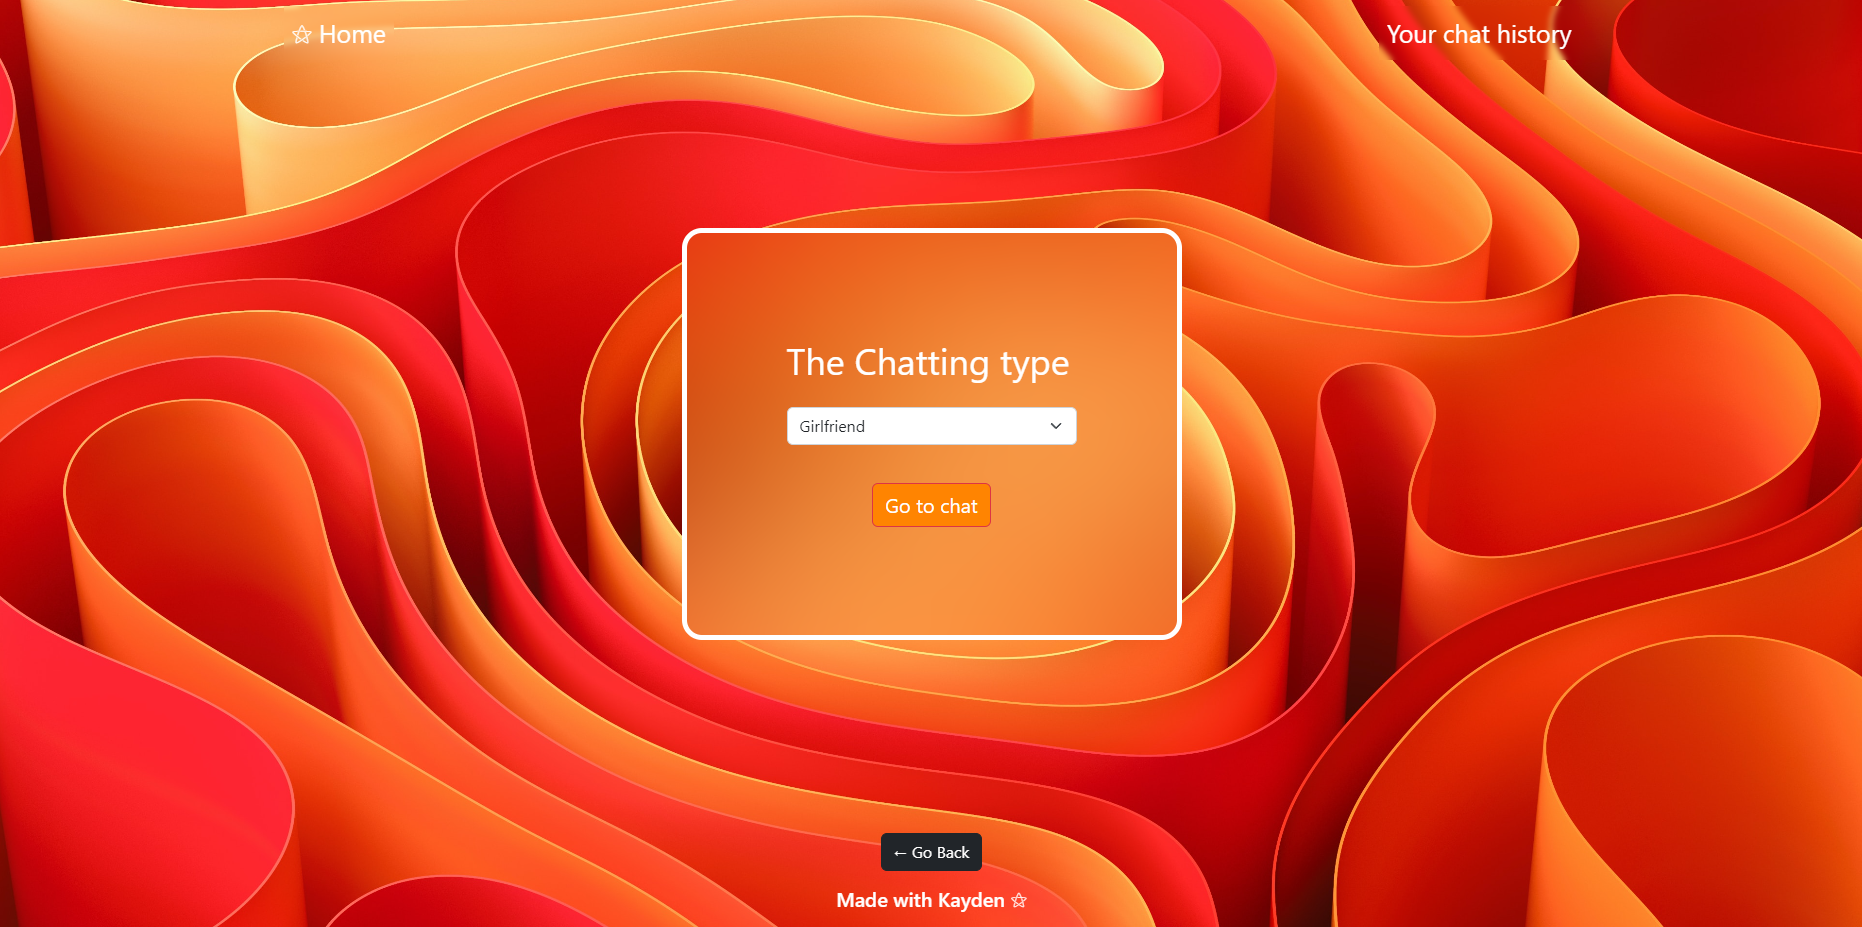 ☆ Home
Your chat history
The Chatting type
Girlfriend
Go to chat
← Go Back
Made with Kayden ☆